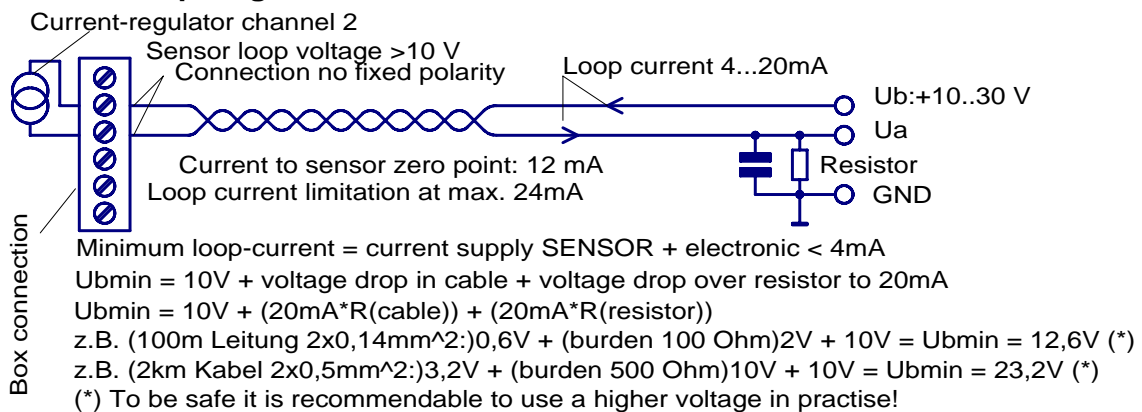 Current-regulator channel 2
Sensor loop voltage >10 V
Connection no fixed polarity
Loop current 4...20mA
Ub:+10..30 V
Ua
Current to sensor zero point: 12 mA
Resistor
Loop current limitation at max. 24mA
GND
Box connection
Minimum loop-current = current supply SENSOR + electronic < 4mA
Ubmin = 10V + voltage drop in cable + voltage drop over resistor to 20mA
Ubmin = 10V + (20mA*R(cable)) + (20mA*R(resistor))
z.B. (100m Leitung 2x0,14mm^2:)0,6V + (burden 100 Ohm)2V + 10V = Ubmin = 12,6V (*)
z.B. (2km Kabel 2x0,5mm^2:)3,2V + (burden 500 Ohm)10V + 10V = Ubmin = 23,2V (*)
(*) To be safe it is recommendable to use a higher voltage in practise!